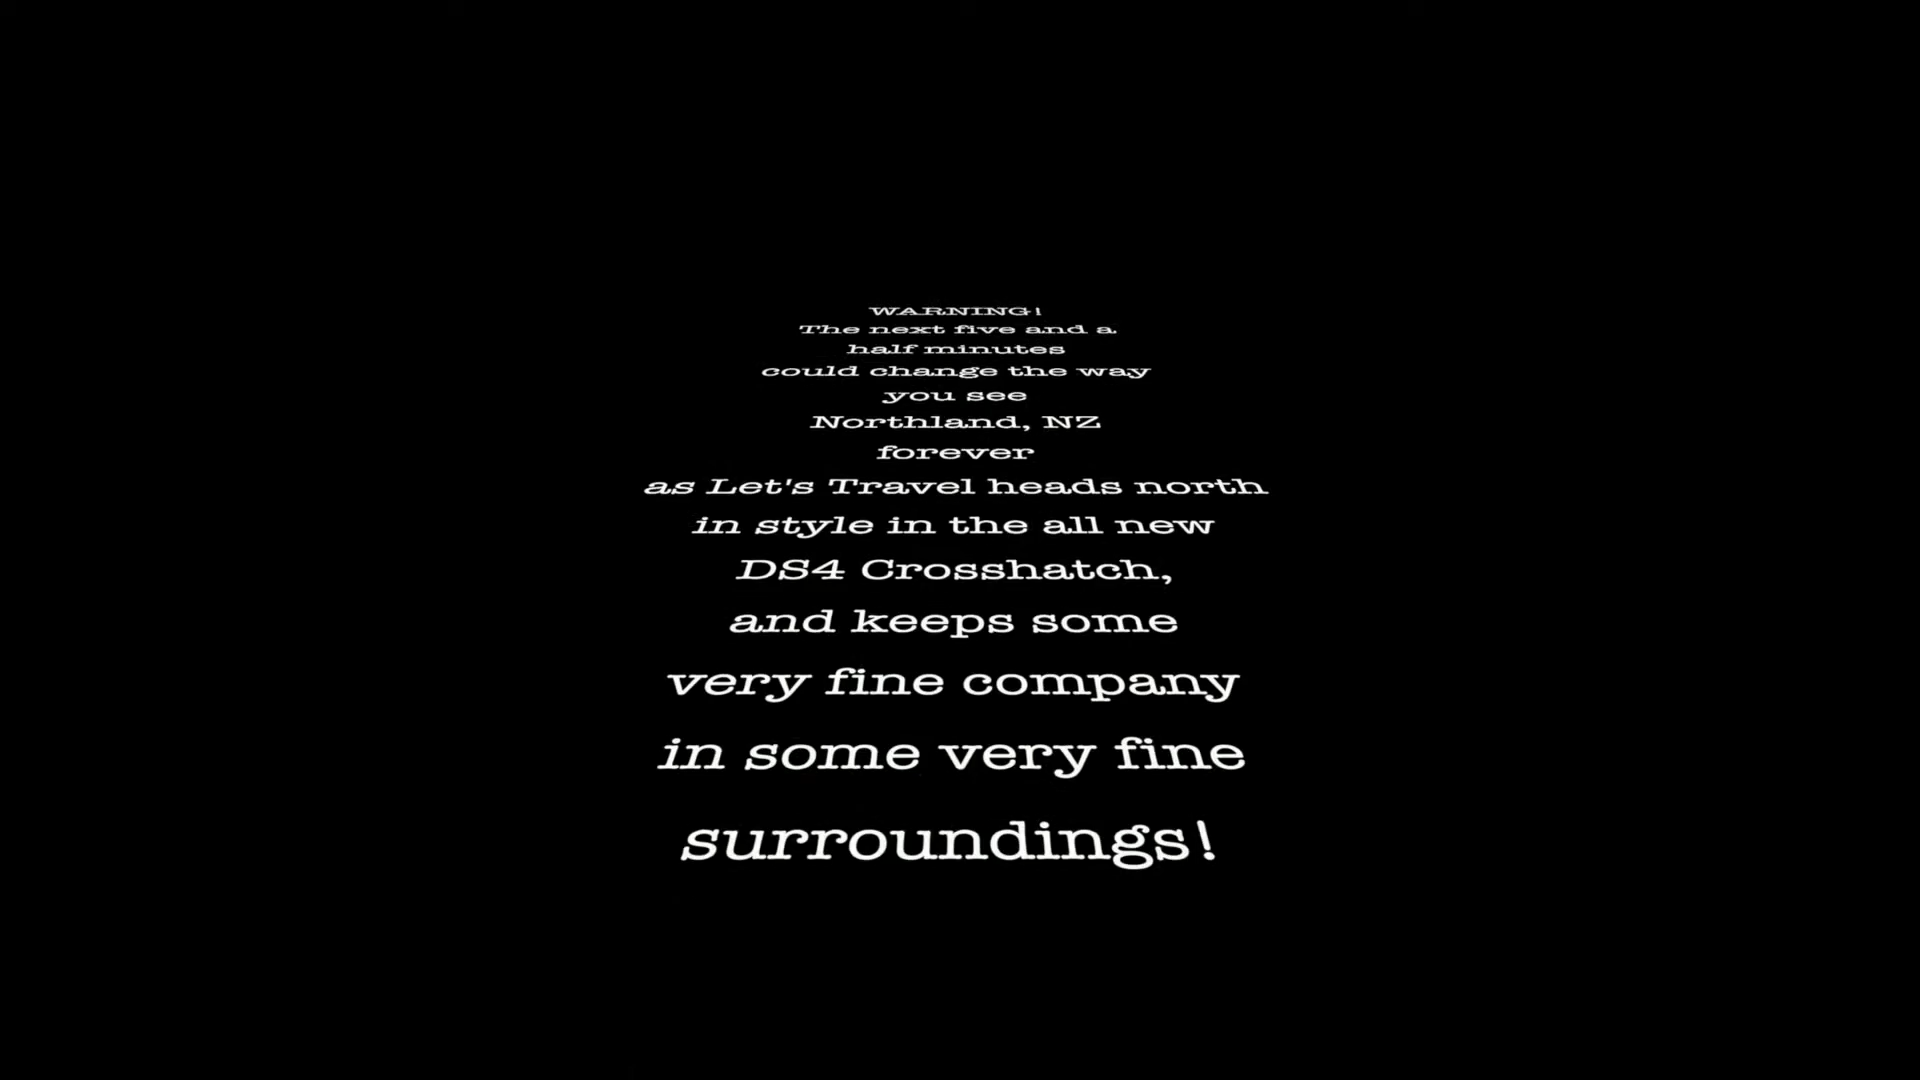 WARNING!
The next five and a
half minutes
could change the way
you see
Northland, NZ
forever
as Let's Travel heads north
in style in the all new
DS4 Crosshatch,
and keeps some
very fine company
in some very fine
surroundings!